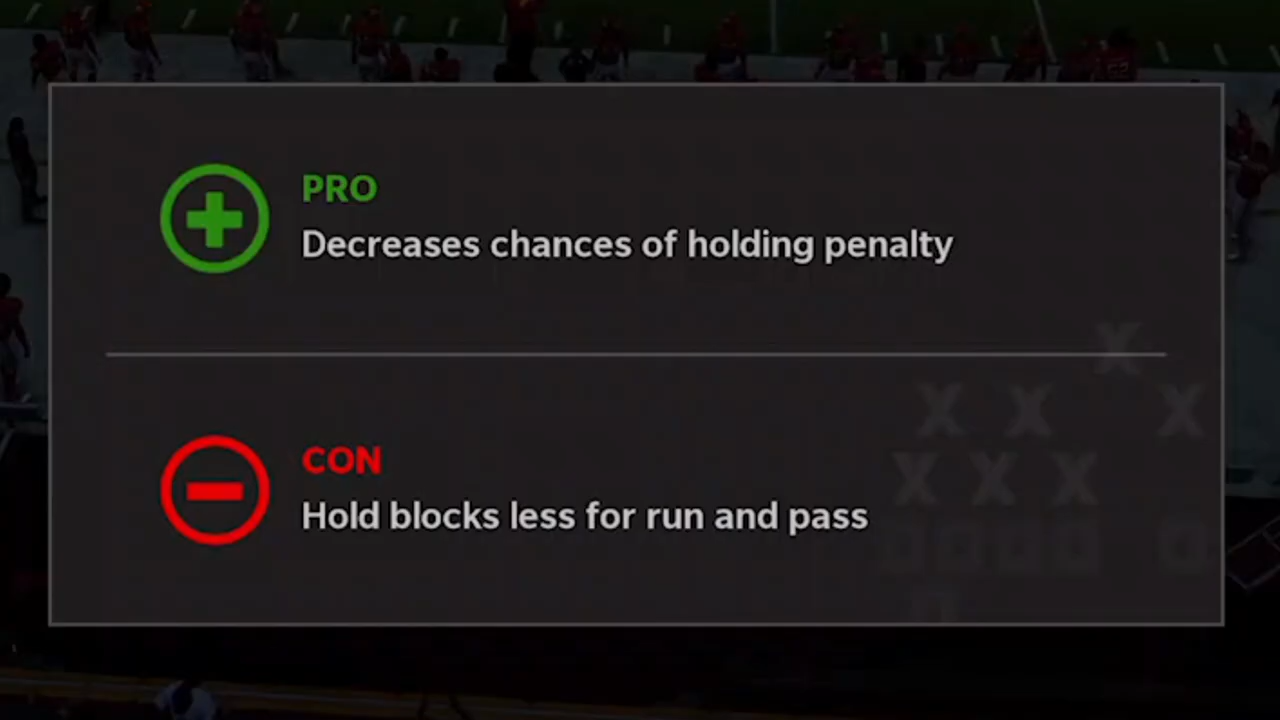 PRO
Decreases chances of holding penalty
CON
Hold blocks less for run and pass